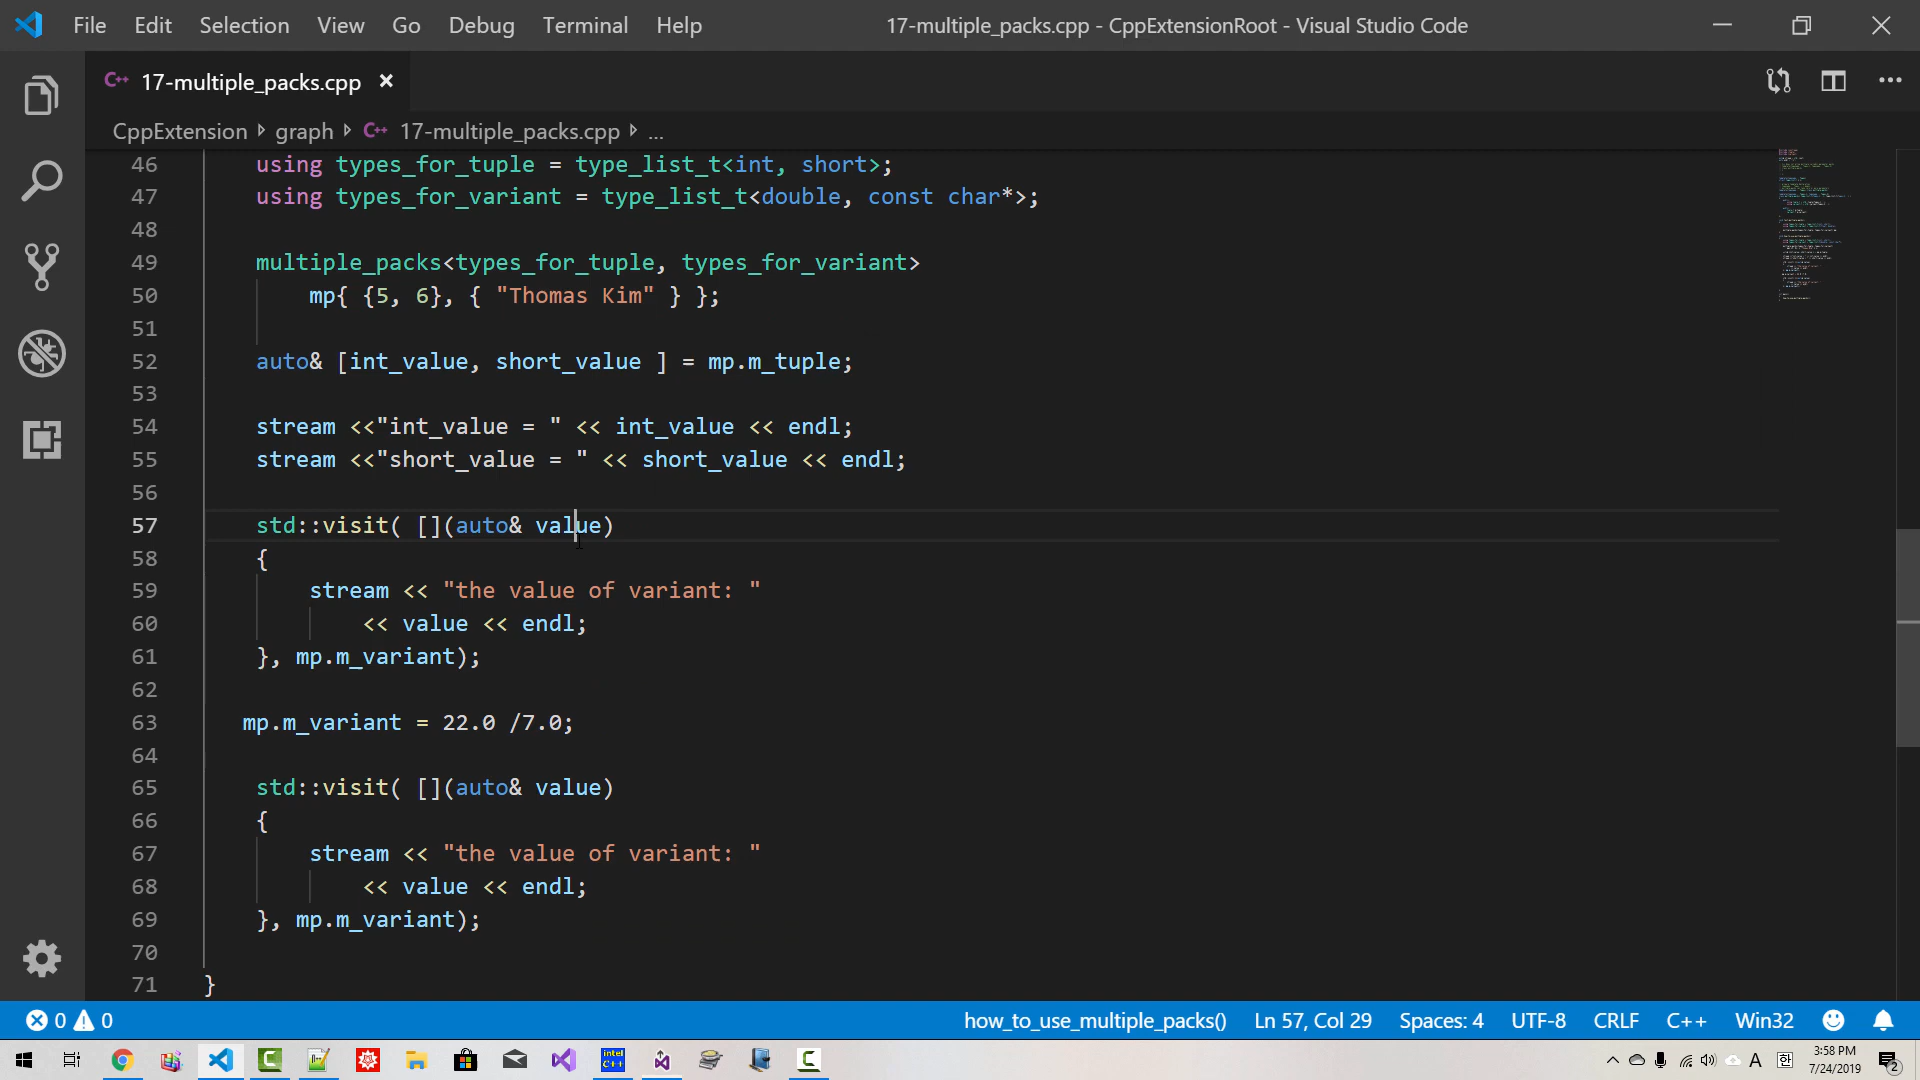 File Edit Selection View Go Debug Terminal Help 17-multiple_packs.cpp - CppExtensionRoot - Visual Studio Code
C++ 17-multiple_packs.cpp
CppExtension graph C++ 17-multiple_packs.cpp ...
46 using types_for_tuple = type_list_t<int, short>;
47 using types_for_variant = type_list_t<double, const char*>;
48
49 multiple_packs<types_for_tuple, types_for_variant>
50 mp{ {5, 6}, { "Thomas Kim" } };
51
52 auto& [int_value, short_value ] = mp.m_tuple;
53
54 stream <<"int_value = " << int_value << endl;
55 stream <<"short_value = " << short_value << endl;
56
57 std::visit( [](auto& value)
58 {
59 stream << "the value of variant: "
60 << value << endl;
61 }, mp.m_variant);
62
63 mp.m_variant = 22.0 /7.0;
64
65 std::visit( [](auto& value)
66 {
67 stream << "the value of variant: "
68 << value << endl;
69 }, mp.m_variant);
70
71 }
0 0 how_to_use_multiple_packs() Ln 57, Col 29 Spaces: 4 UTF-8 CRLF C++ Win32
intel C++ A 한 3:58 PM
7/24/2019 2